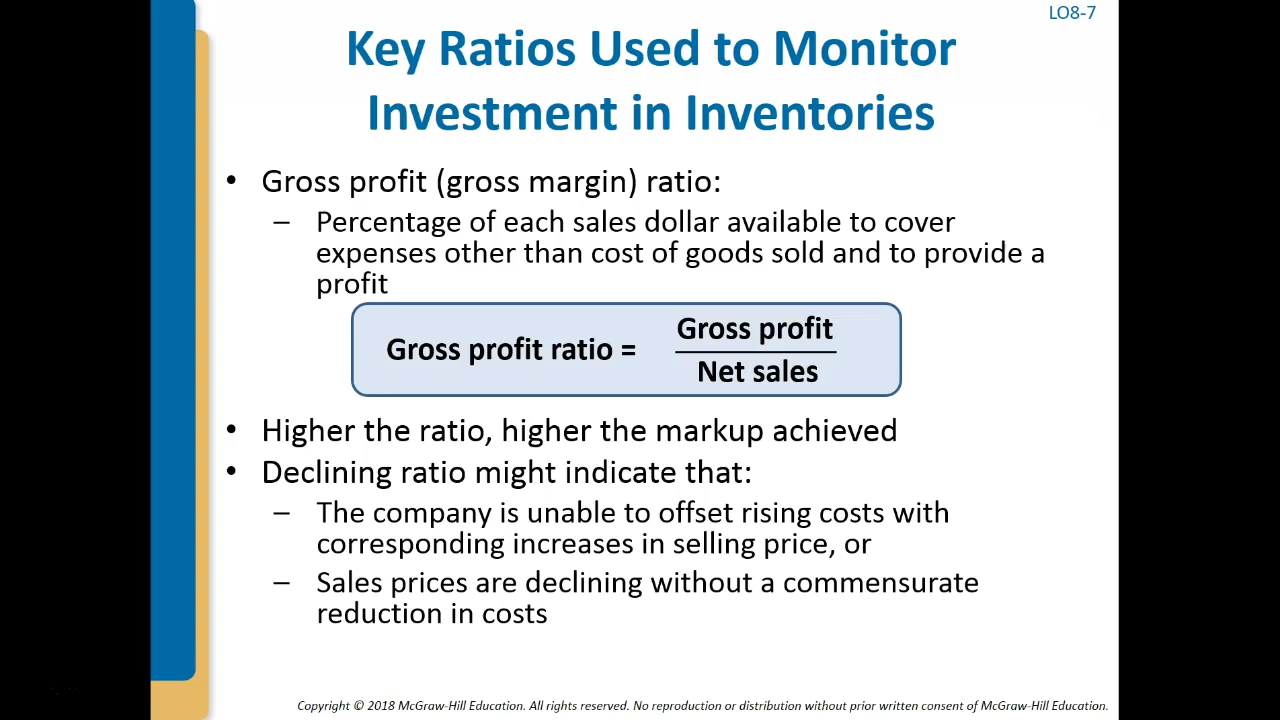 LO8-7
Key Ratios Used to Monitor
Investment in Inventories
• Gross profit (gross margin) ratio:
– Percentage of each sales dollar available to cover
expenses other than cost of goods sold and to provide a
profit
Gross profit ratio =
Gross profit
Net sales
• Higher the ratio, higher the markup achieved
• Declining ratio might indicate that:
– The company is unable to offset rising costs with
corresponding increases in selling price, or
– Sales prices are declining without a commensurate
reduction in costs
Copyright © 2018 McGraw-Hill Education. All rights reserved. No reproduction or distribution without prior written consent of McGraw-Hill Education.